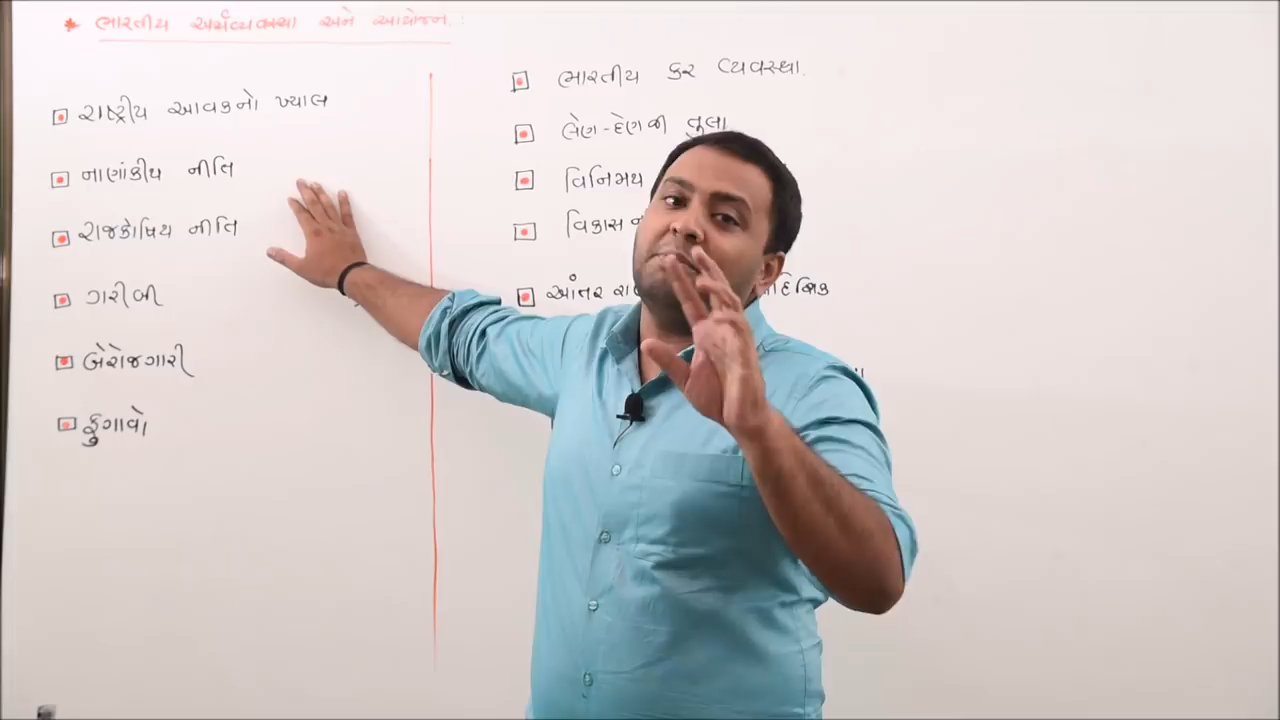 * ભારતીય અર્થવ્યવસ્થા અને આયોજન :
રાષ્ટ્રીય આવકનો ખ્યાલ
નાણાંકીય નીતિ
રાજકોષિય નીતિ
ગરીબી
બેરોજગારી
ફુગાવો
ભારતીય કર વ્યવસ્થા.
લેણ-દેણની તુલા
વિનિમય
વિકાસ
આંતર